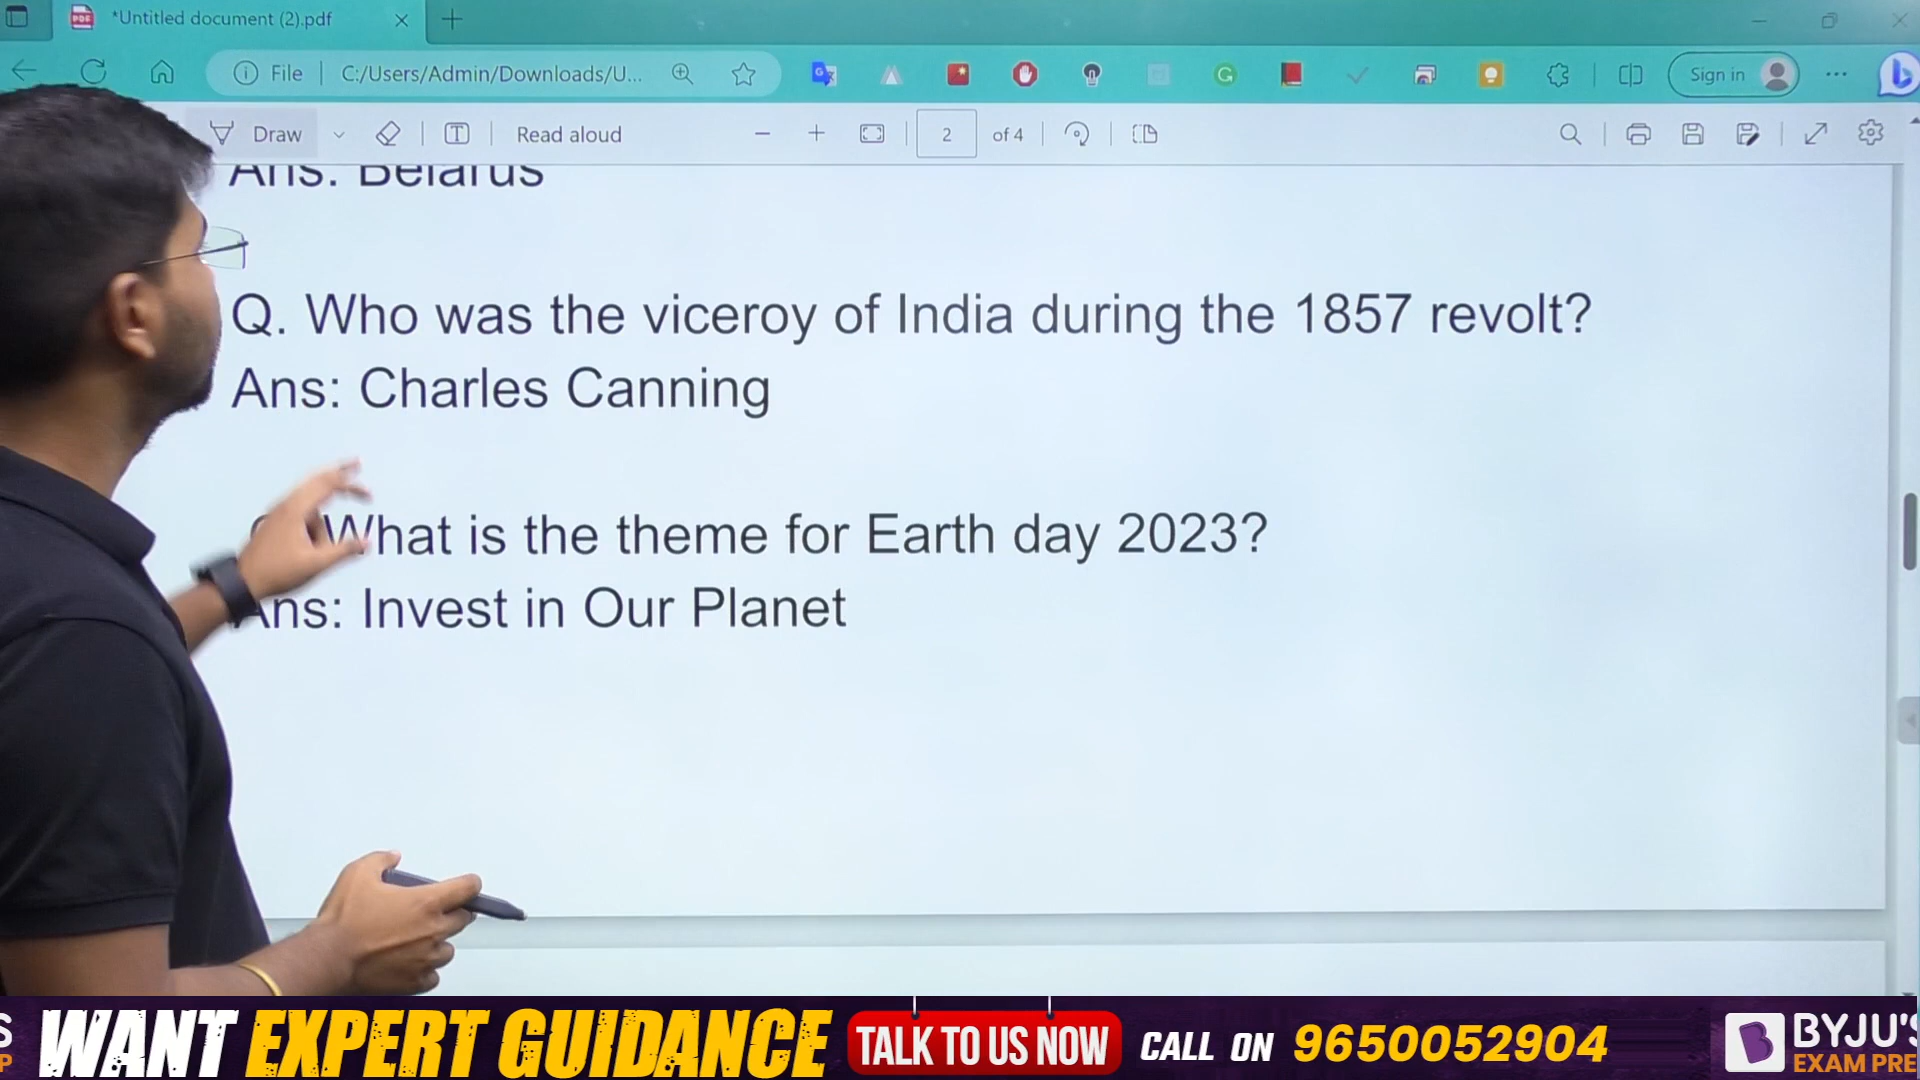 *Untitled document (2).pdf
File
C:/Users/Admin/Downloads/U...
Sign in
Draw
Read aloud
2
of 4
Ans: Belarus
Q. Who was the viceroy of India during the 1857 revolt?
Ans: Charles Canning
What is the theme for Earth day 2023?
Ans: Invest in Our Planet
WANT EXPERT GUIDANCE TALK TO US NOW CALL ON 9650052904
BYJU'S
EXAM PRE